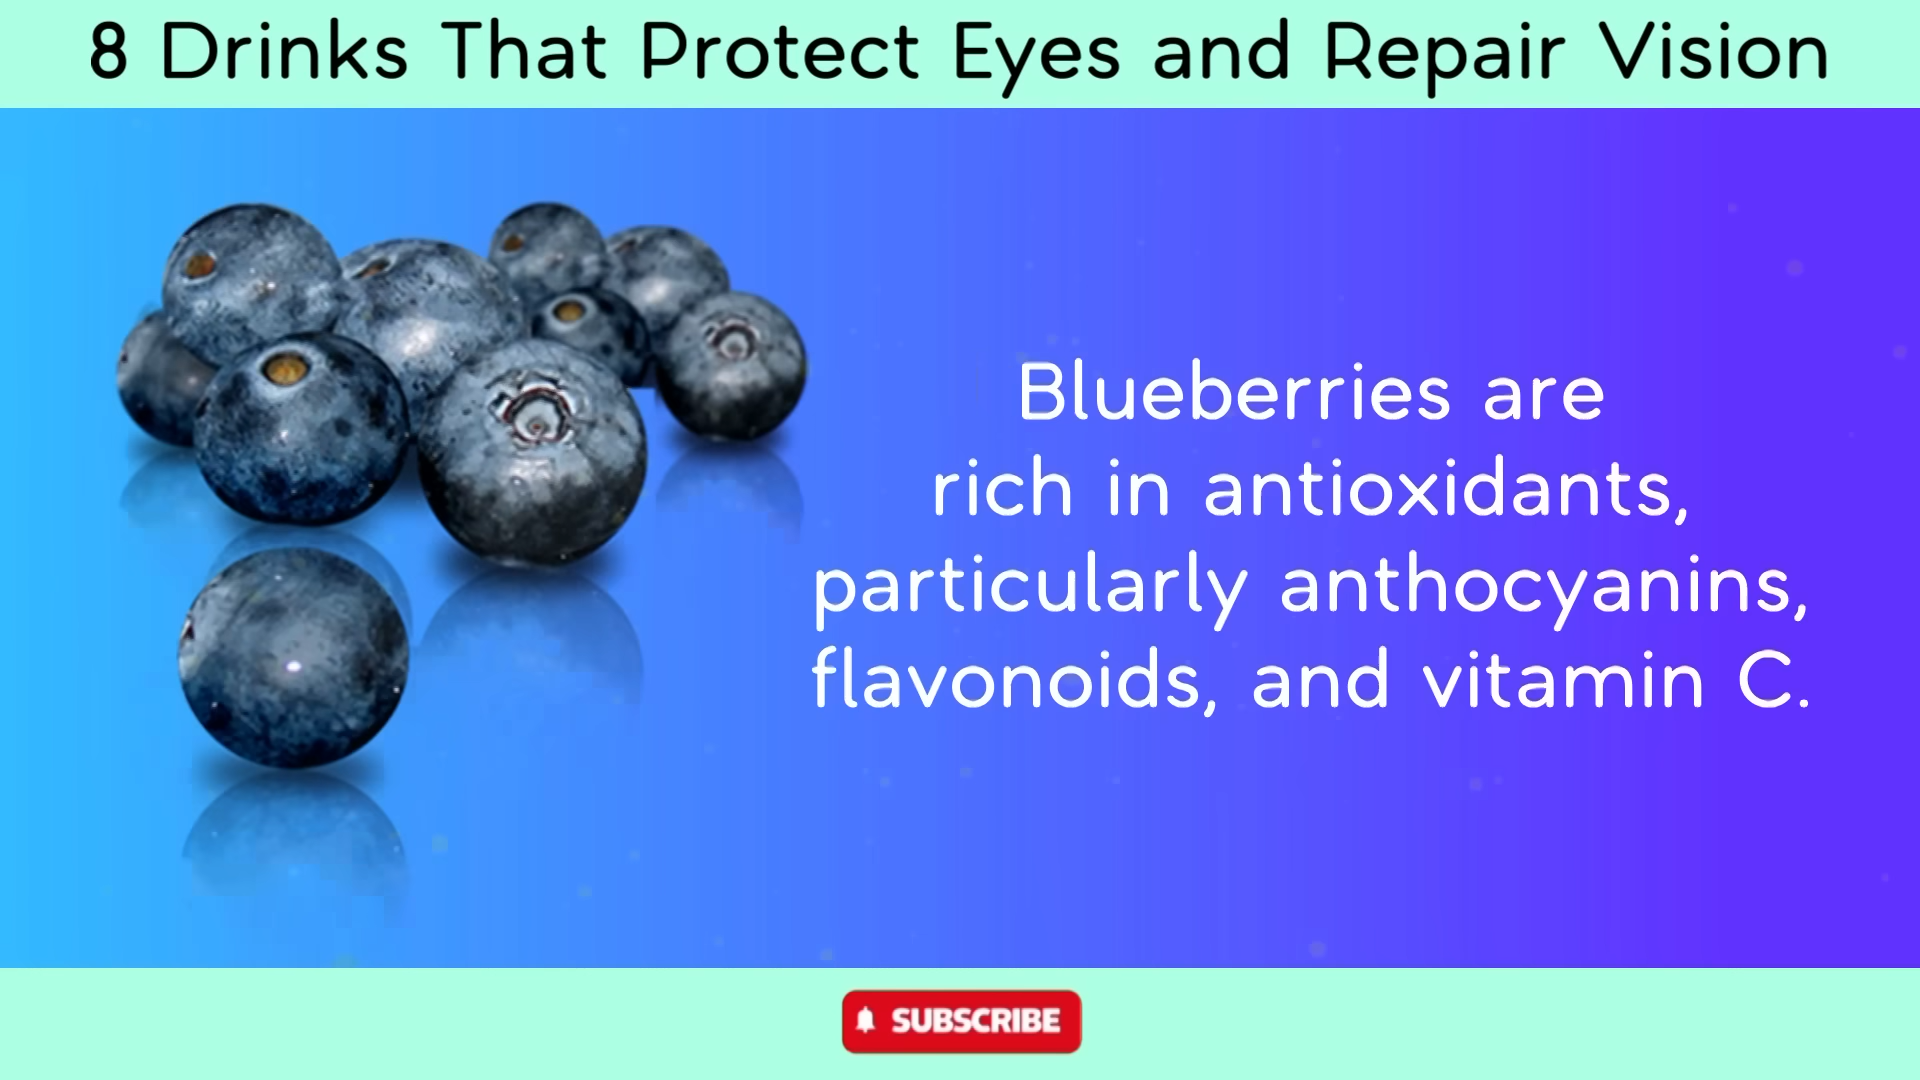 8 Drinks That Protect Eyes and Repair Vision
Blueberries are
rich in antioxidants,
particularly anthocyanins,
flavonoids, and vitamin C.
SUBSCRIBE